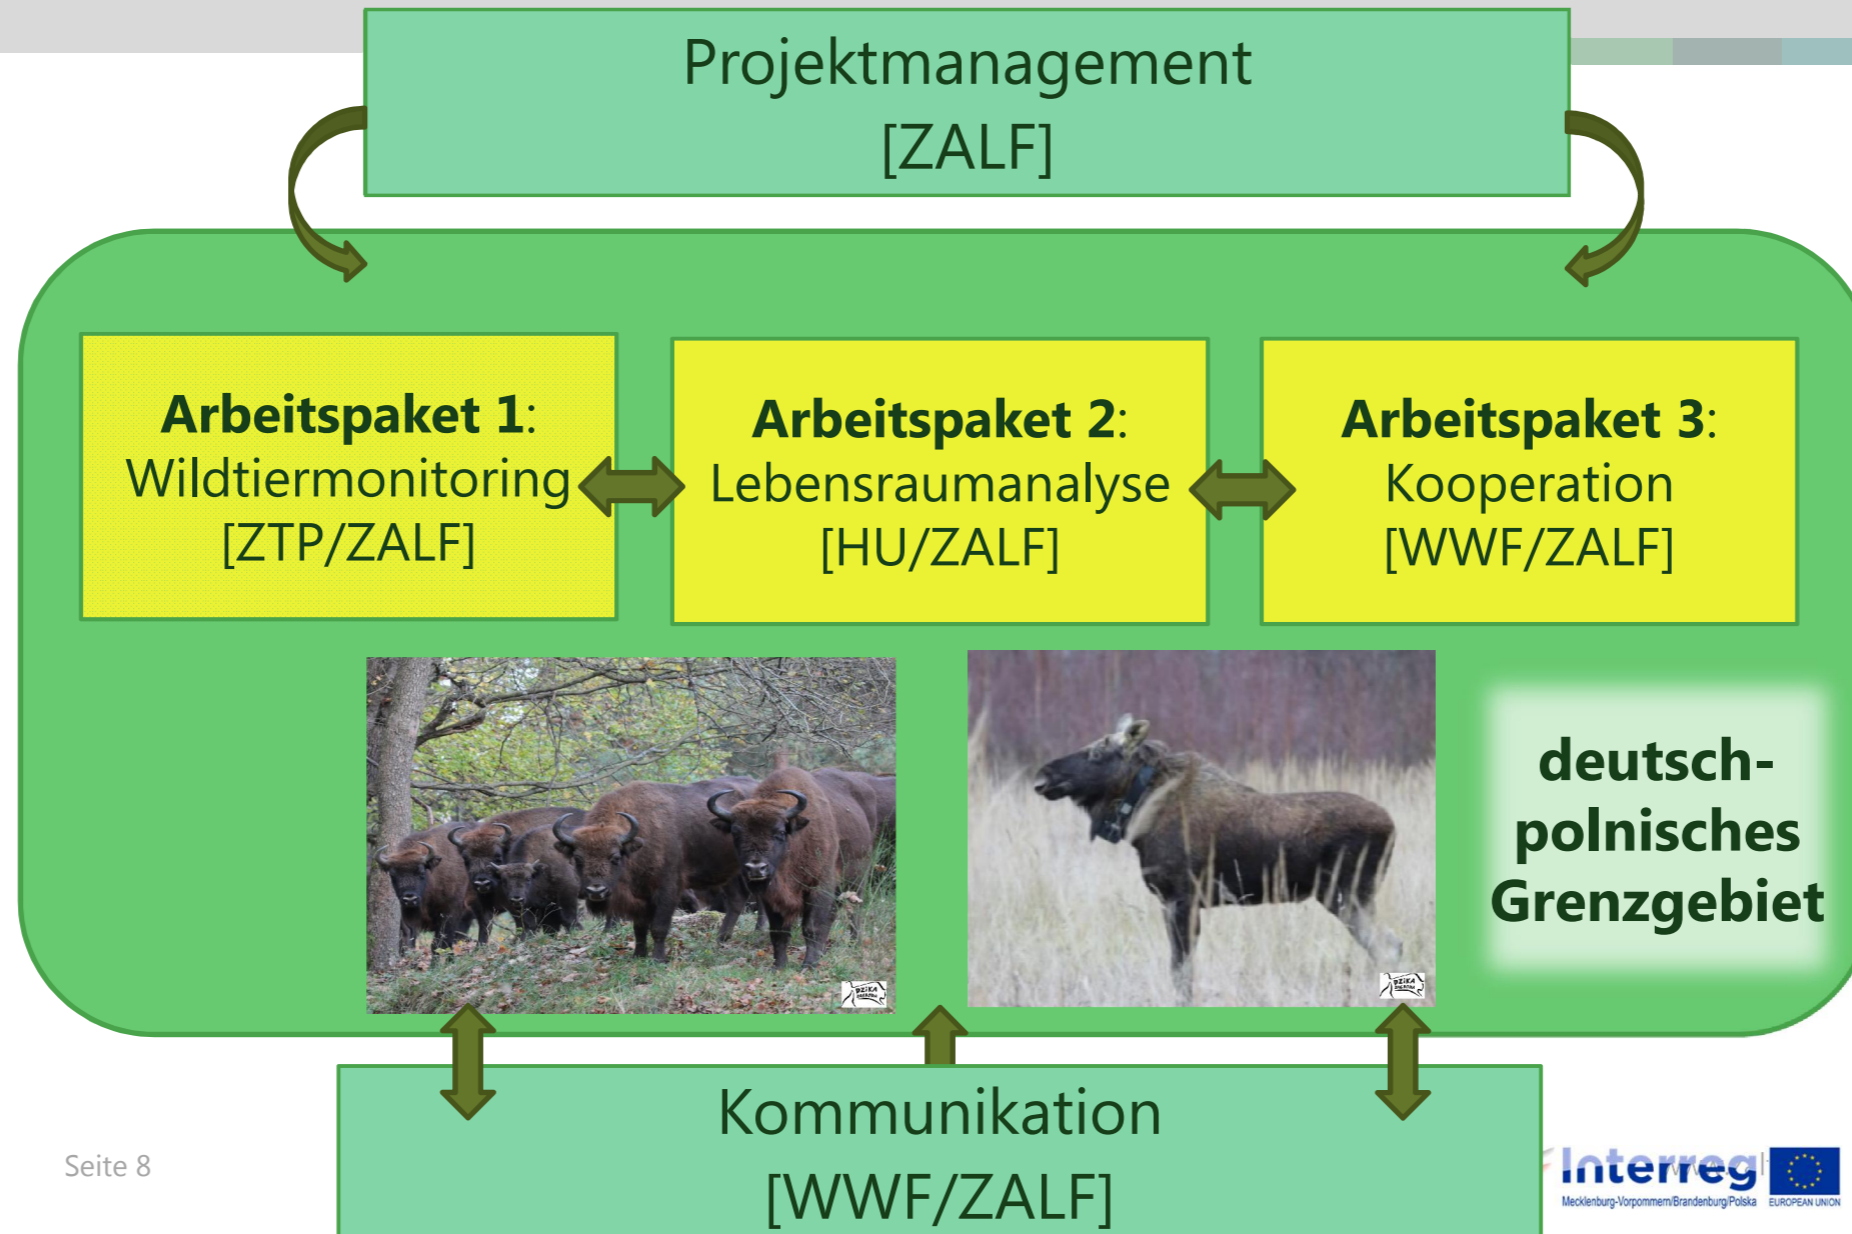 Projektmanagement
[ZALF]
Arbeitspaket 1:
Wildtiermonitoring
[ZTP/ZALF]
Arbeitspaket 2:
Lebensraumanalyse
[HU/ZALF]
Arbeitspaket 3:
Kooperation
[WWF/ZALF]
deutsch-
polnisches
Grenzgebiet
DZIKA
Kommunikation
[WWF/ZALF]
Seite 8
Interreg
Mecklenburg-Vorpommern/Brandenburg/Polska
EUROPEAN UNION